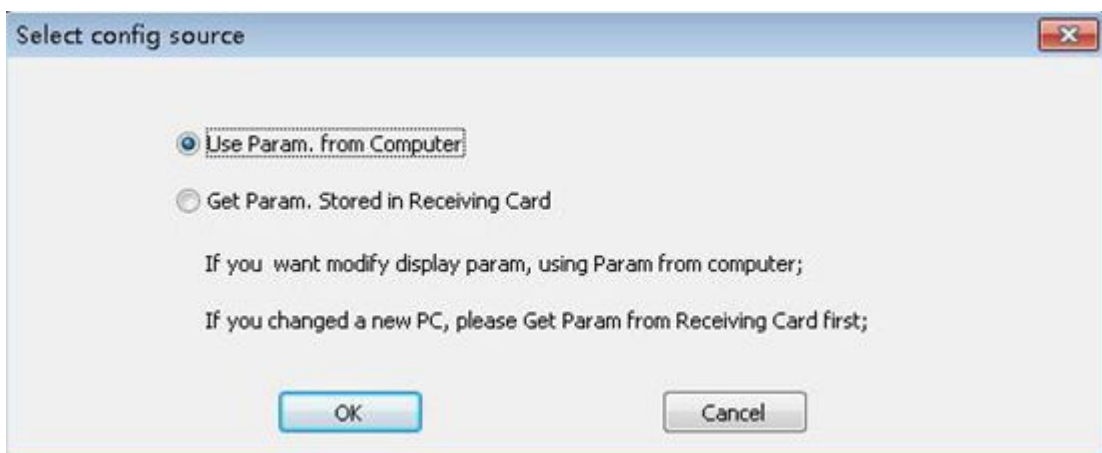 Select config source
Use Param. from Computer
Get Param. Stored in Receiving Card
If you want modify display param, using Param from computer;
If you changed a new PC, please Get Param from Receiving Card first;
OK
Cancel